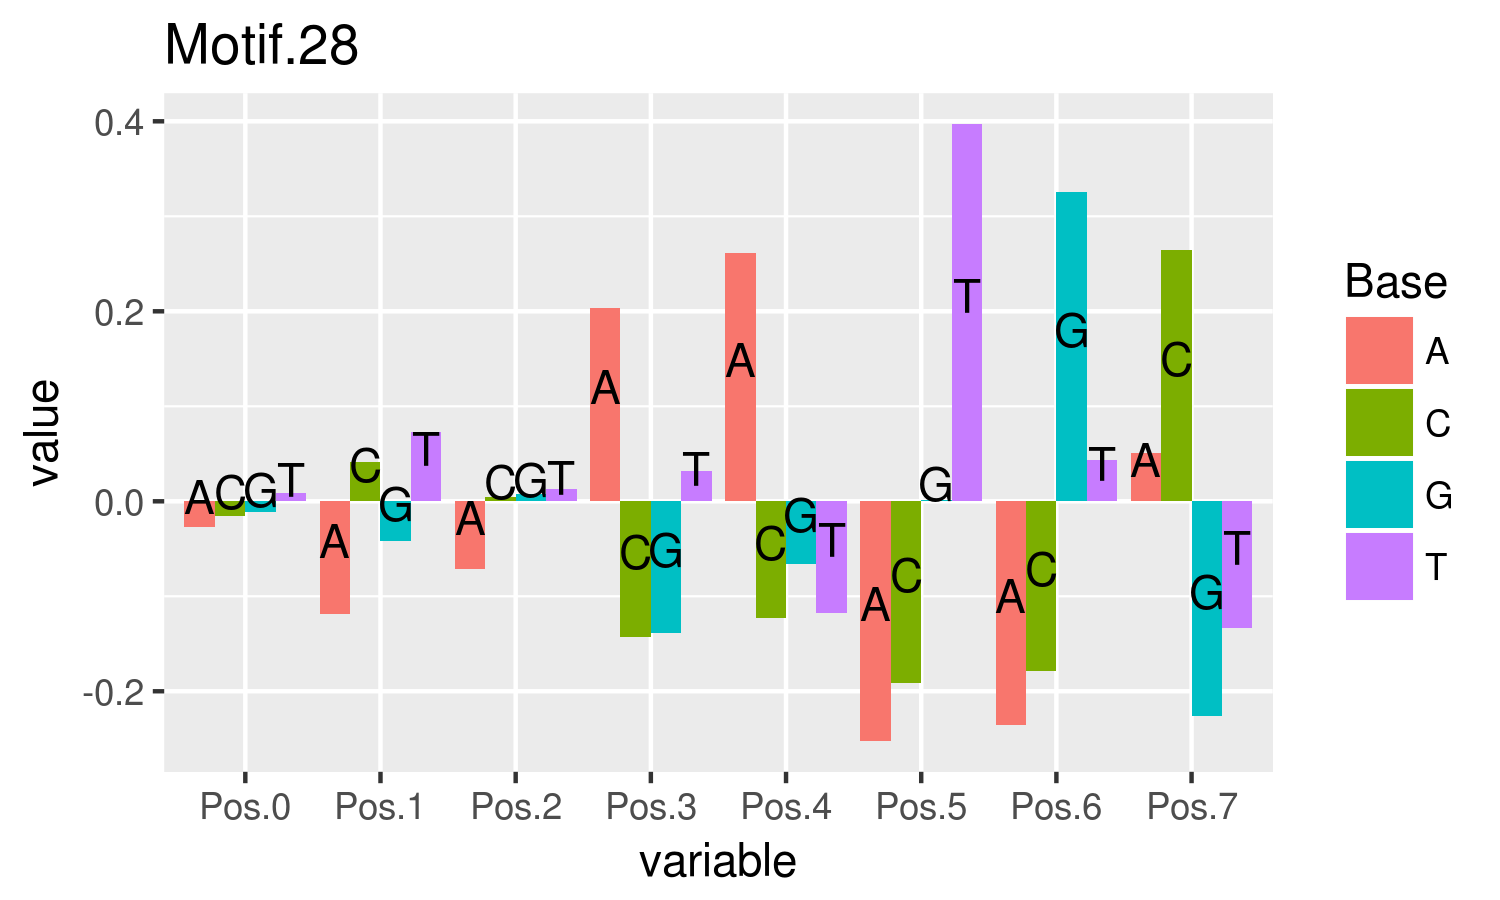 Motif.28
0.4
0.2
0.0
-0.2
value
A C G T
A C G T
A C G T
A C G T
A C G T
A C G T
A C G T
A C G T
Pos.0 Pos.1 Pos.2 Pos.3 Pos.4 Pos.5 Pos.6 Pos.7
variable
Base
A
C
G
T